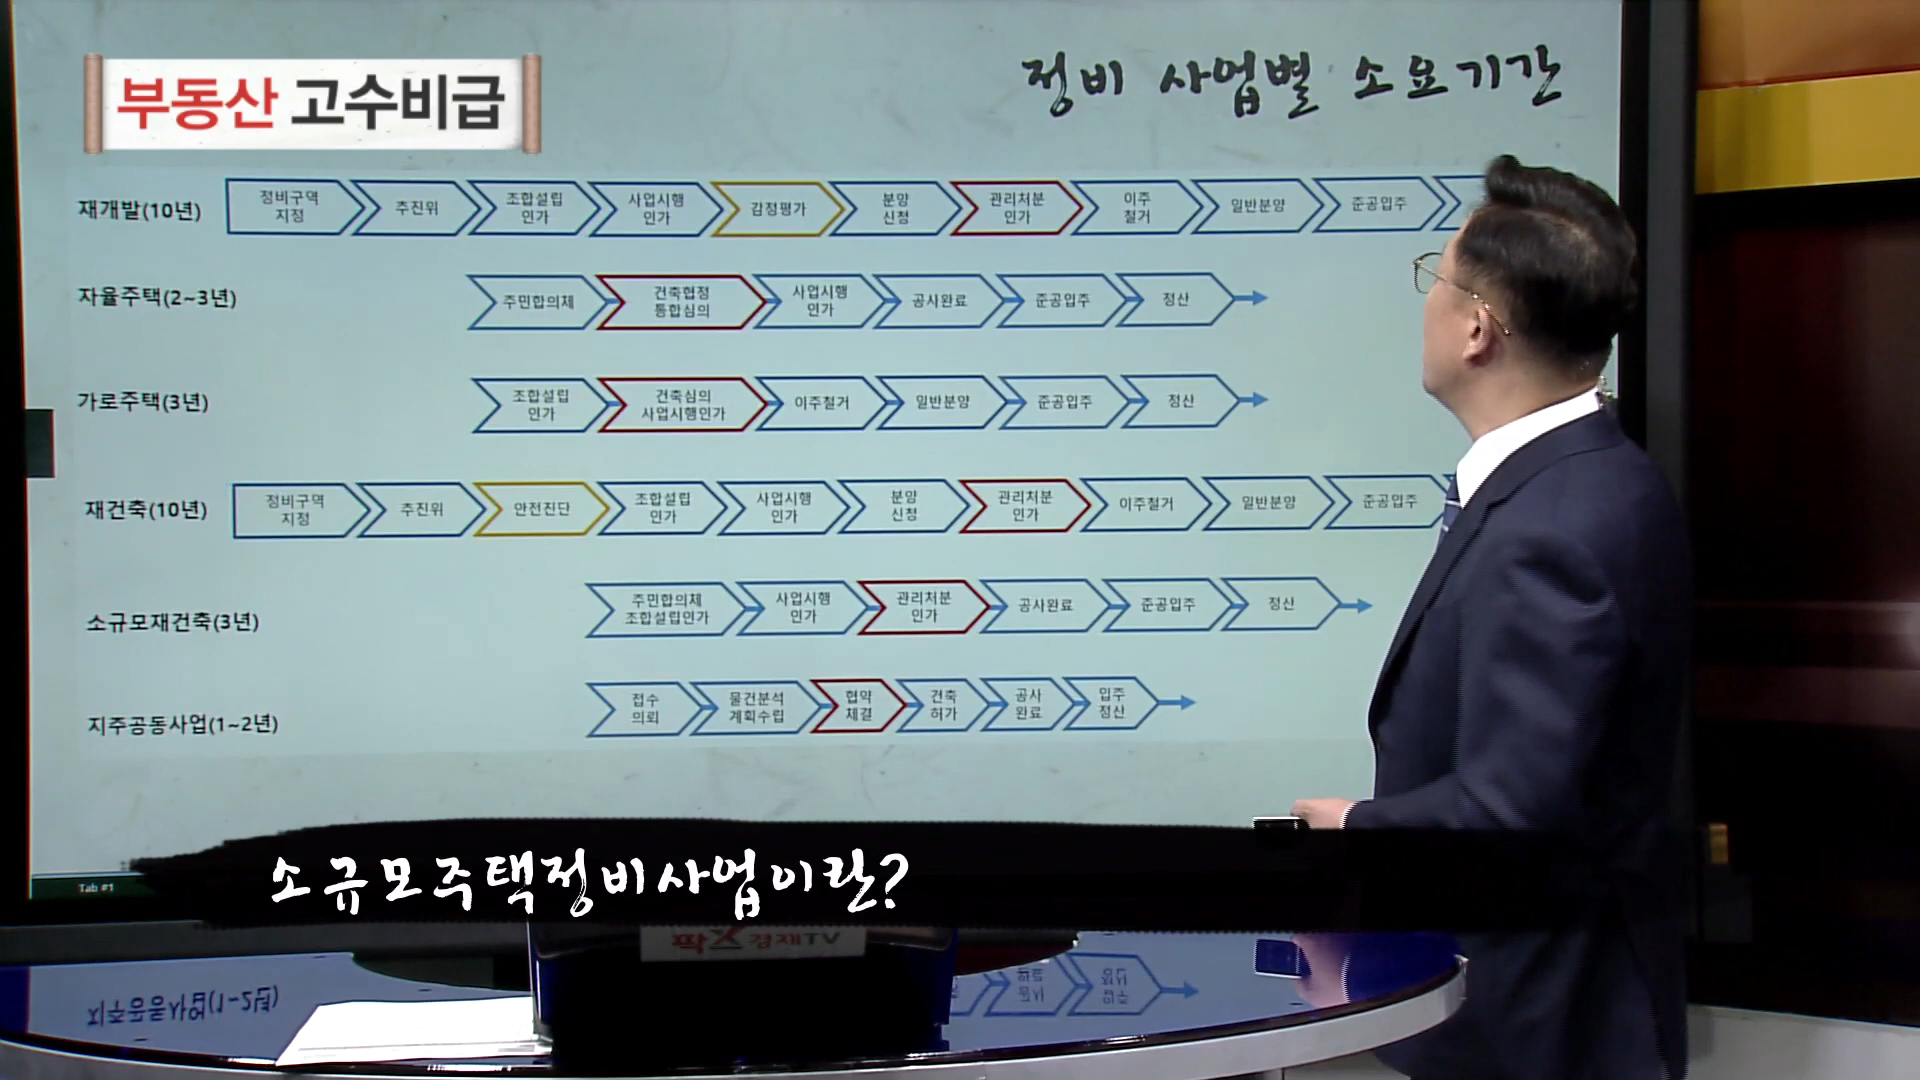 부동산 고수비급
정비 사업별 소요기간
재개발(10년)
정비구역
지정
추진위
조합설립
인가
사업시행
인가
감정평가
분양
신청
관리처분
인가
이주
철거
일반분양
준공입주
자율주택(2~3년)
주민합의체
건축협정
통합심의
사업시행
인가
공사완료
준공입주
정산
가로주택(3년)
조합설립
인가
건축심의
사업시행인가
이주철거
일반분양
준공입주
정산
재건축(10년)
정비구역
지정
추진위
안전진단
조합설립
인가
사업시행
인가
분양
신청
관리처분
인가
이주철거
일반분양
준공입주
소규모재건축(3년)
주민합의체
조합설립인가
사업시행
인가
관리처분
인가
공사완료
준공입주
정산
지주공동사업(1~2년)
접수
의뢰
물건분석
계획수립
협약
체결
건축
허가
공사
완료
입주
정산
소규모주택정비사업이란?
Tab #1
팍스경제TV